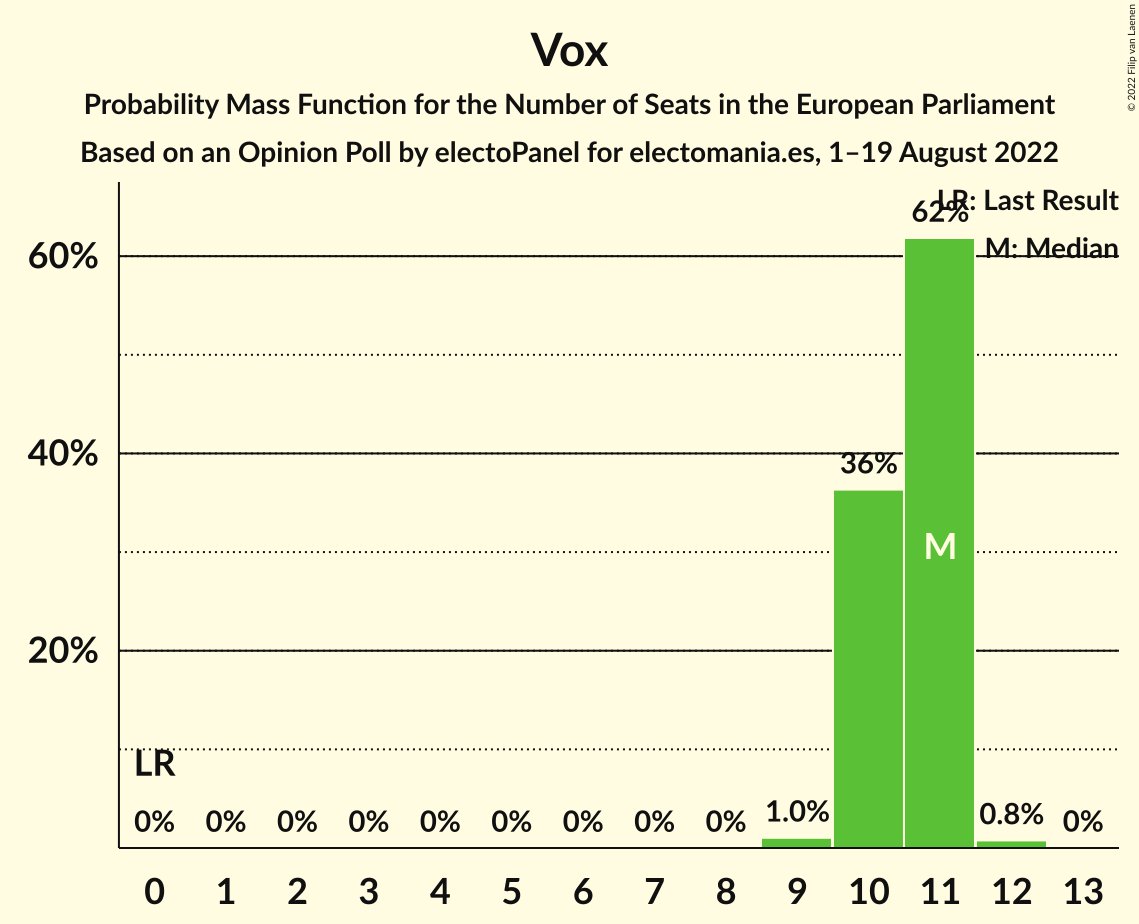 Vox
Probability Mass Function for the Number of Seats in the European Parliament
Based on an Opinion Poll by electoPanel for electomania.es, 1–19 August 2022
© 2022 Filip van Laenen
LR: Last Result
M: Median
60%
40%
20%
62%
36%
M
LR
0% 0% 0% 0% 0% 0% 0% 0% 0% 1.0% 0.8% 0%
0 1 2 3 4 5 6 7 8 9 10 11 12 13